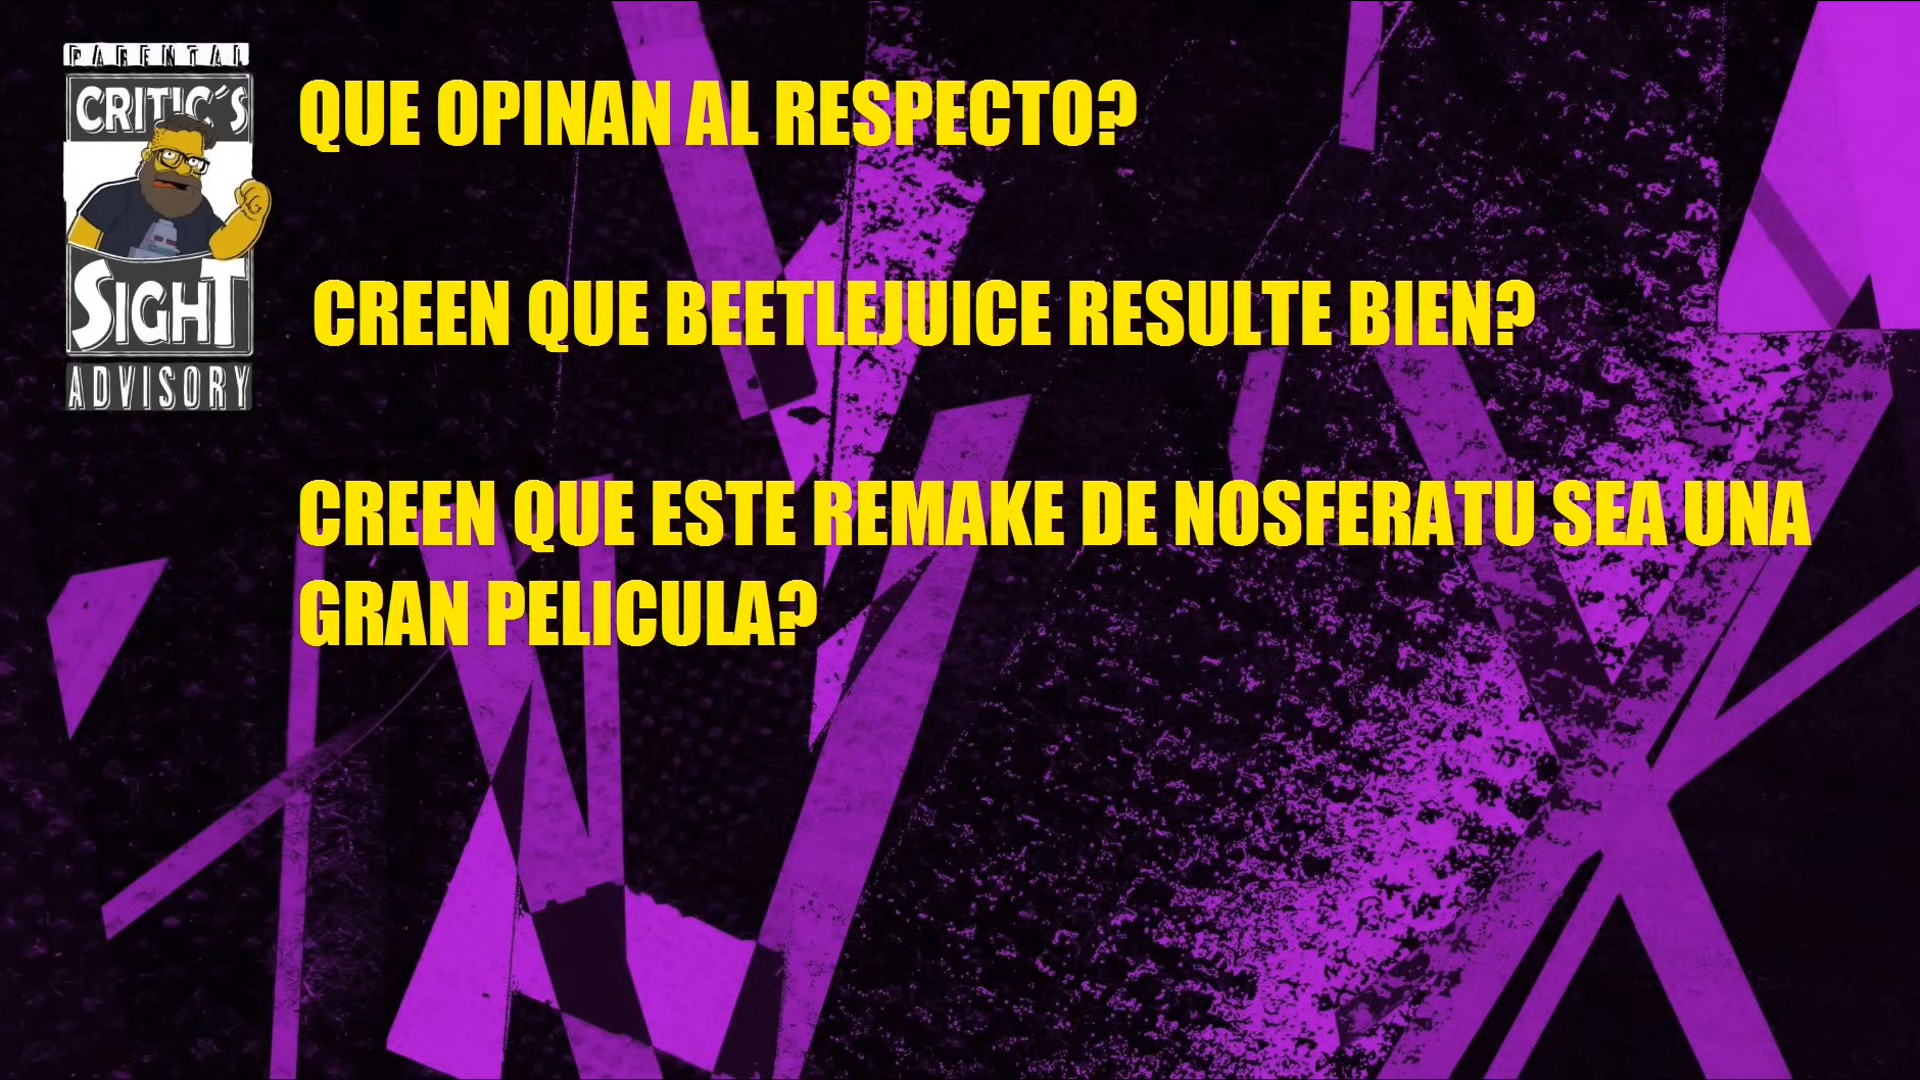 PARENTAL
CRITIC´S
SIGHT
ADVISORY
QUE OPINAN AL RESPECTO?
CREEN QUE BEETLEJUICE RESULTE BIEN?
CREEN QUE ESTE REMAKE DE NOSFERATU SEA UNA
GRAN PELICULA?